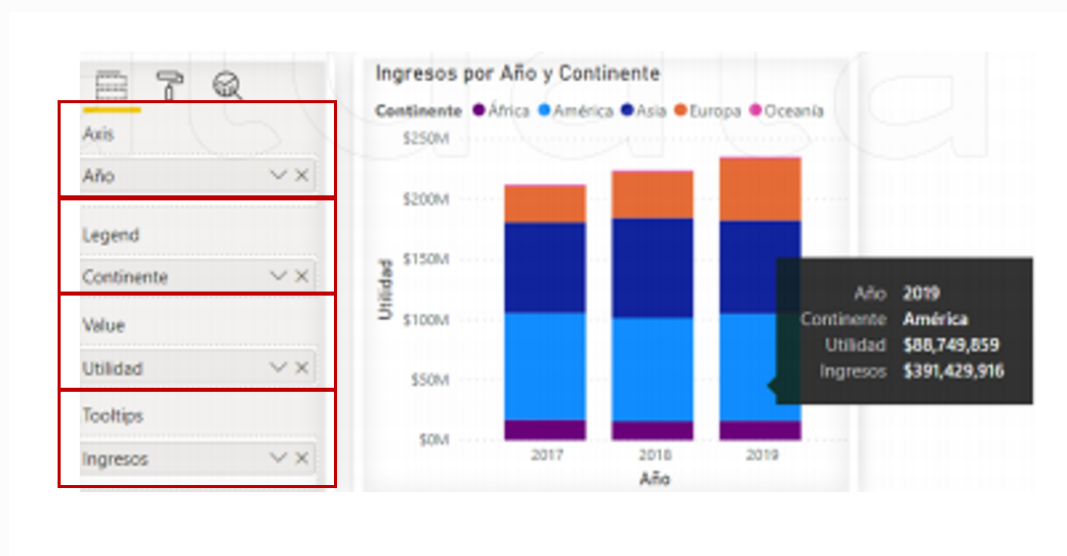 Axis
Año
Legend
Continente
Value
Utilidad
Tooltips
Ingresos
Ingresos por Año y Continente
Continente África América Asia Europa Oceanía
$250M
$200M
$150M
$100M
$50M
$0M
Utilidad
2017 2018 2019
Año
Año 2019
Continente América
Utilidad $88,749,859
Ingresos $391,429,916